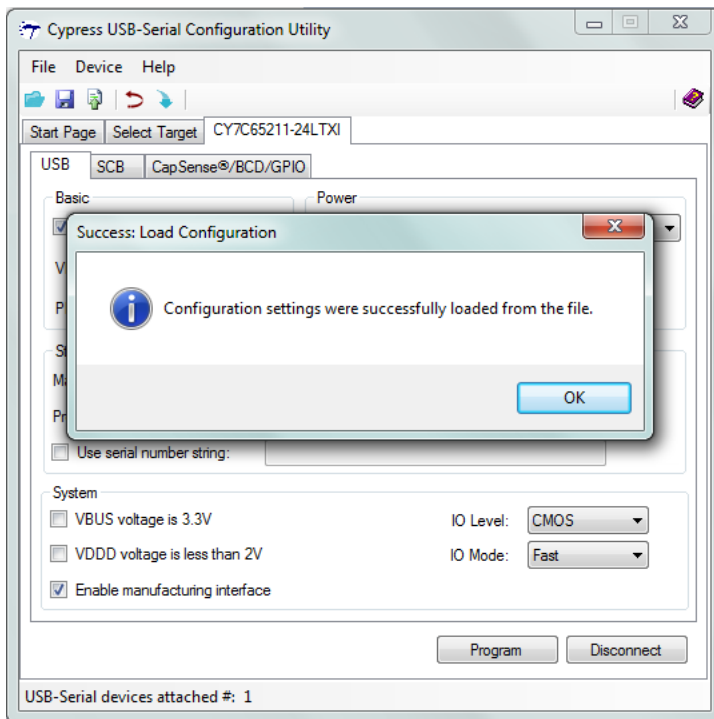 Cypress USB-Serial Configuration Utility
File Device Help
Start Page Select Target CY7C65211-24LTXI
USB SCB CapSense®/BCD/GPIO
Basic Power
Success: Load Configuration
Configuration settings were successfully loaded from the file.
OK
Use serial number string:
System
VBUS voltage is 3.3V IO Level: CMOS
VDDD voltage is less than 2V IO Mode: Fast
Enable manufacturing interface
Program Disconnect
USB-Serial devices attached #: 1